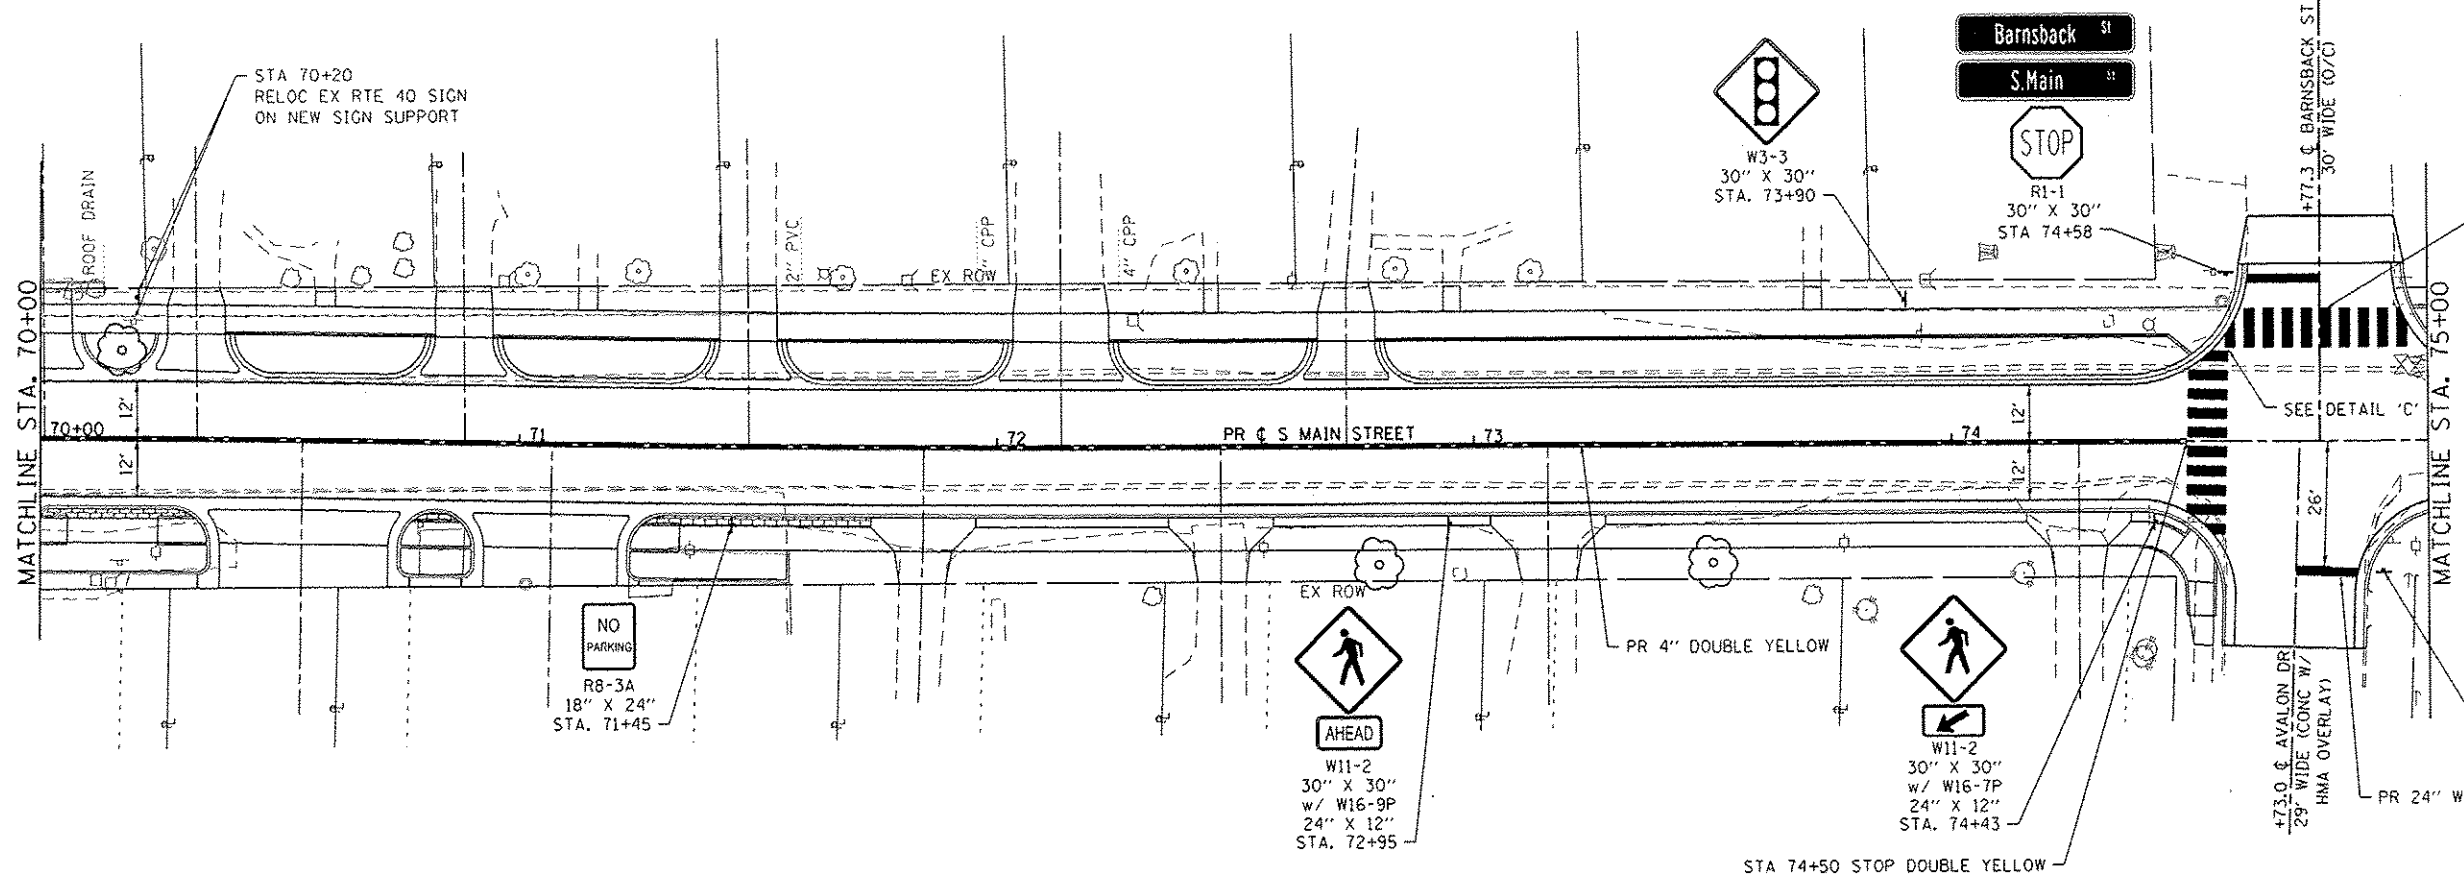 STA 70+20
RELOC EX RTE 40 SIGN
ON NEW SIGN SUPPORT
ROOF DRAIN
2" PVC
" CPP
4" CPP
EX ROW
W3-3
30" X 30"
STA. 73+90
Barnsback St
S.Main St
STOP
R1-1
30" X 30"
STA 74+58
+77.3 ℄ BARNSBACK ST
30' WIDE (O/C)
MATCHLINE STA. 70+00
12'
12'
70+00
71
72
PR ℄ S MAIN STREET
73
74
12'
12'
SEE DETAIL 'C'
MATCHLINE STA. 75+00
26'
EX ROW
NO
PARKING
R8-3A
18" X 24"
STA. 71+45
AHEAD
W11-2
30" X 30"
w/ W16-9P
24" X 12"
STA. 72+95
PR 4" DOUBLE YELLOW
W11-2
30" X 30"
w/ W16-7P
24" X 12"
STA. 74+43
STA 74+50 STOP DOUBLE YELLOW
+73.0 ℄ AVALON DR
29' WIDE (CONC W/
HMA OVERLAY)
PR 24" W